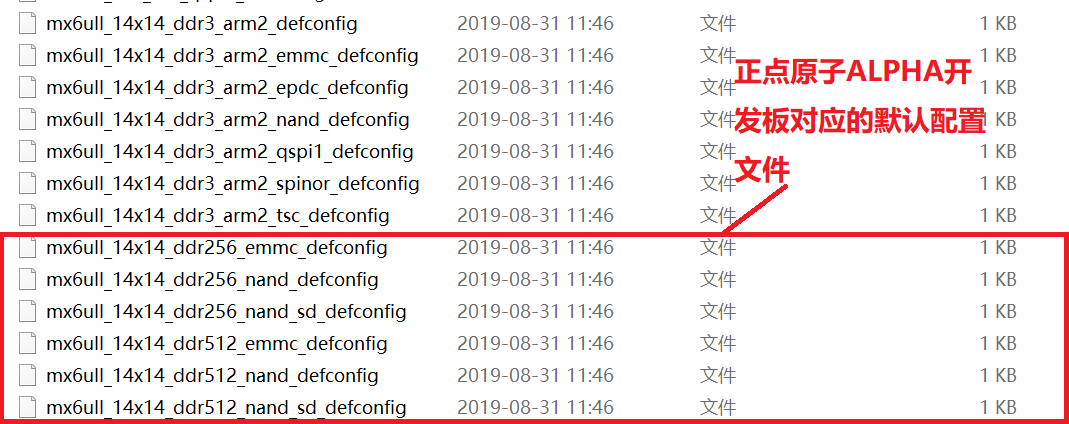 mx6ull_14x14_ddr3_arm2_defconfig 2019-08-31 11:46 文件 1 KB
mx6ull_14x14_ddr3_arm2_emmc_defconfig 2019-08-31 11:46 文件 1 KB
mx6ull_14x14_ddr3_arm2_epdc_defconfig 2019-08-31 11:46 文件 1 KB
mx6ull_14x14_ddr3_arm2_nand_defconfig 2019-08-31 11:46 文件 1 KB
mx6ull_14x14_ddr3_arm2_qspi1_defconfig 2019-08-31 11:46 文件 1 KB
mx6ull_14x14_ddr3_arm2_spinor_defconfig 2019-08-31 11:46 文件 1 KB
mx6ull_14x14_ddr3_arm2_tsc_defconfig 2019-08-31 11:46 文件 1 KB
正点原子ALPHA开
发板对应的默认配置
文件
mx6ull_14x14_ddr256_emmc_defconfig 2019-08-31 11:46 文件 1 KB
mx6ull_14x14_ddr256_nand_defconfig 2019-08-31 11:46 文件 1 KB
mx6ull_14x14_ddr256_nand_sd_defconfig 2019-08-31 11:46 文件 1 KB
mx6ull_14x14_ddr512_emmc_defconfig 2019-08-31 11:46 文件 1 KB
mx6ull_14x14_ddr512_nand_defconfig 2019-08-31 11:46 文件 1 KB
mx6ull_14x14_ddr512_nand_sd_defconfig 2019-08-31 11:46 文件 1 KB